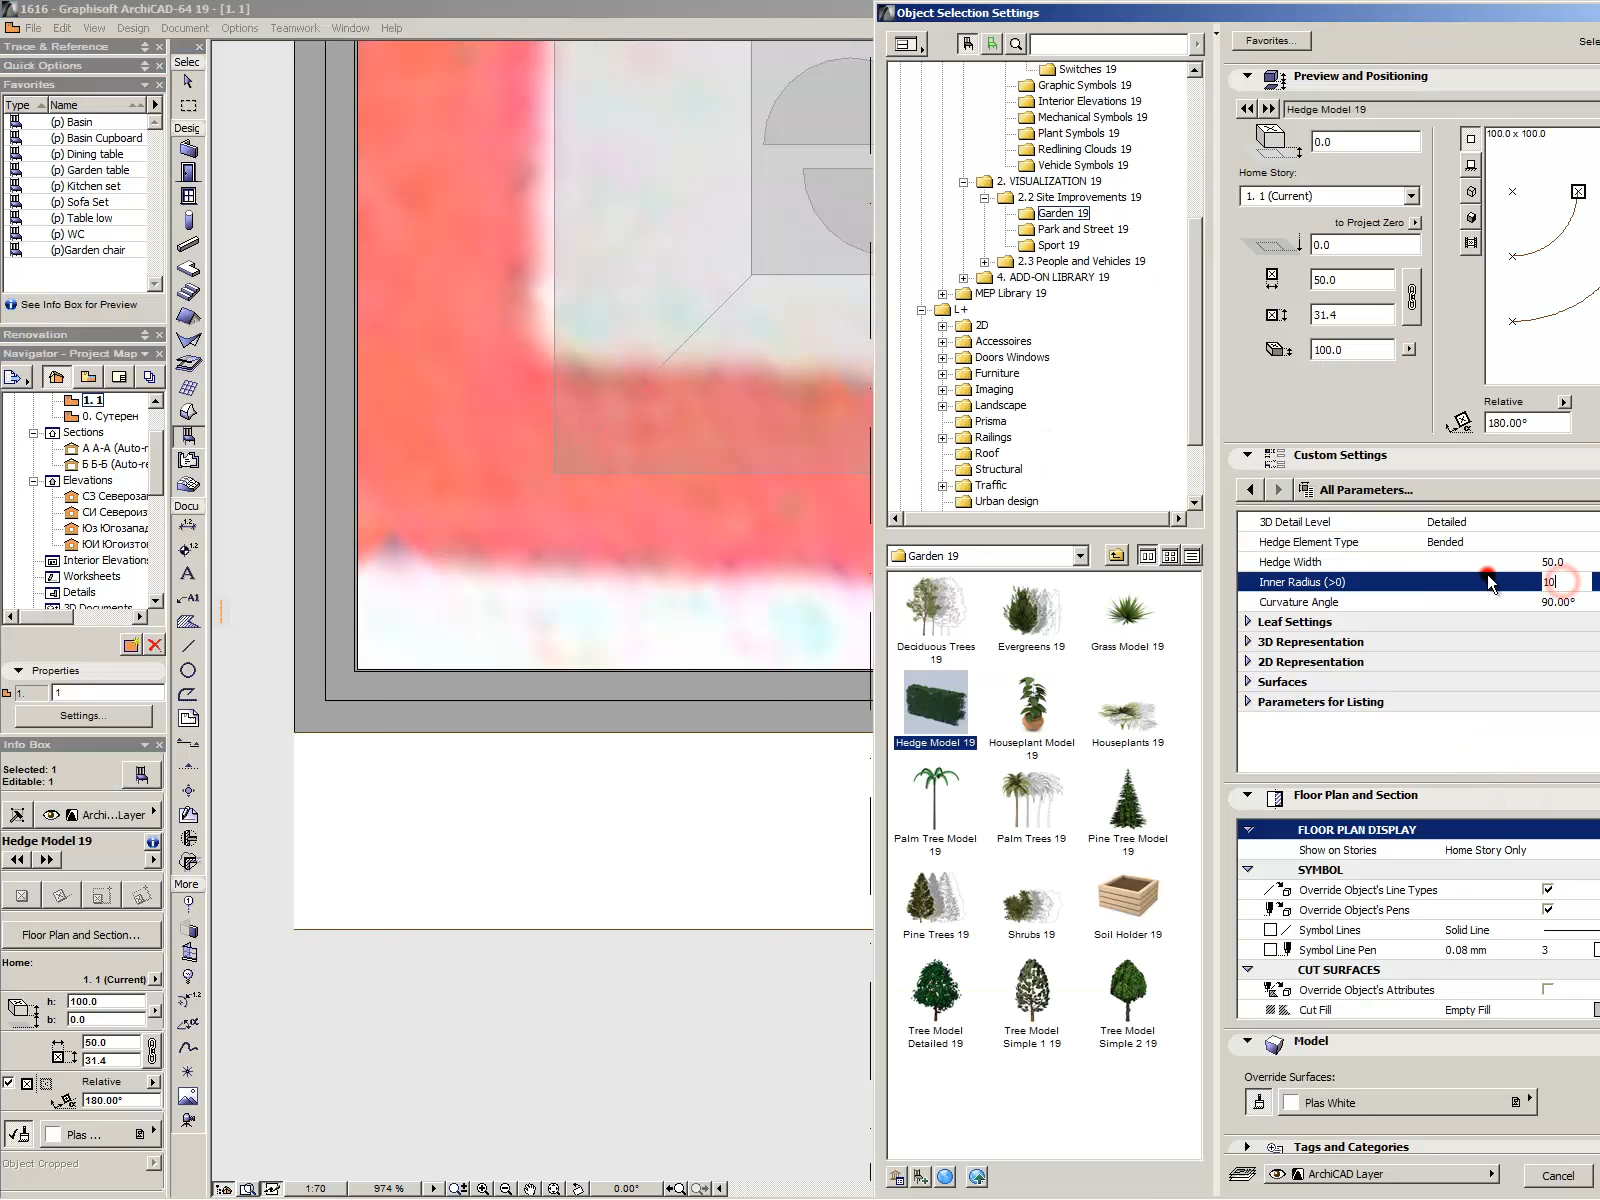 1616 - Graphisoft ArchiCAD-64 19 - [1. 1]
File Edit View Design Document Options Teamwork Window Help
Trace & Reference
Quick Options
Favorites
Type Name
(p) Basin
(p) Basin Cupboard
(p) Dining table
(p) Garden table
(p) Kitchen set
(p) Sofa Set
(p) Table low
(p) WC
(p)Garden chair
See Info Box for Preview
Renovation
Navigator - Project Map
1. 1
0. Сутерен
Sections
A A-A (Auto-r
Б Б-Б (Auto-re
Elevations
СЗ Северозап
СИ Североиз
Юз Югозапад
ЮИ Югоизто
Interior Elevations
Worksheets
Details
3D Documents
Properties
1. 1
Settings...
Info Box
Selected: 1
Editable: 1
Archi...Layer
Hedge Model 19
Floor Plan and Section...
Home:
1. 1 (Current)
h: 100.0
b: 0.0
50.0
31.4
Relative
180.00°
Plas ...
Object Cropped
Selec
Desig
Docu
More
1:70 974 % 0.00°
Object Selection Settings
Switches 19
Graphic Symbols 19
Interior Elevations 19
Mechanical Symbols 19
Plant Symbols 19
Redlining Clouds 19
Vehicle Symbols 19
2. VISUALIZATION 19
2.2 Site Improvements 19
Garden 19
Park and Street 19
Sport 19
2.3 People and Vehicles 19
4. ADD-ON LIBRARY 19
MEP Library 19
L+
2D
Accessoires
Doors Windows
Furniture
Imaging
Landscape
Prisma
Railings
Roof
Structural
Traffic
Urban design
Garden 19
Deciduous Trees 19
Evergreens 19
Grass Model 19
Hedge Model 19
Houseplant Model 19
Houseplants 19
Palm Tree Model 19
Palm Trees 19
Pine Tree Model 19
Pine Trees 19
Shrubs 19
Soil Holder 19
Tree Model Detailed 19
Tree Model Simple 1 19
Tree Model Simple 2 19
Favorites...
Sele
Preview and Positioning
Hedge Model 19
0.0
Home Story:
1. 1 (Current)
to Project Zero
0.0
50.0
31.4
100.0
100.0 x 100.0
Relative
180.00°
Custom Settings
All Parameters...
3D Detail Level Detailed
Hedge Element Type Bended
Hedge Width 50.0
Inner Radius (>0) 10
Curvature Angle 90.00°
Leaf Settings
3D Representation
2D Representation
Surfaces
Parameters for Listing
Floor Plan and Section
FLOOR PLAN DISPLAY
Show on Stories Home Story Only
SYMBOL
Override Object's Line Types
Override Object's Pens
Symbol Lines Solid Line
Symbol Line Pen 0.08 mm 3
CUT SURFACES
Override Object's Attributes
Cut Fill Empty Fill
Model
Override Surfaces:
Plas White
Tags and Categories
ArchiCAD Layer
Cancel